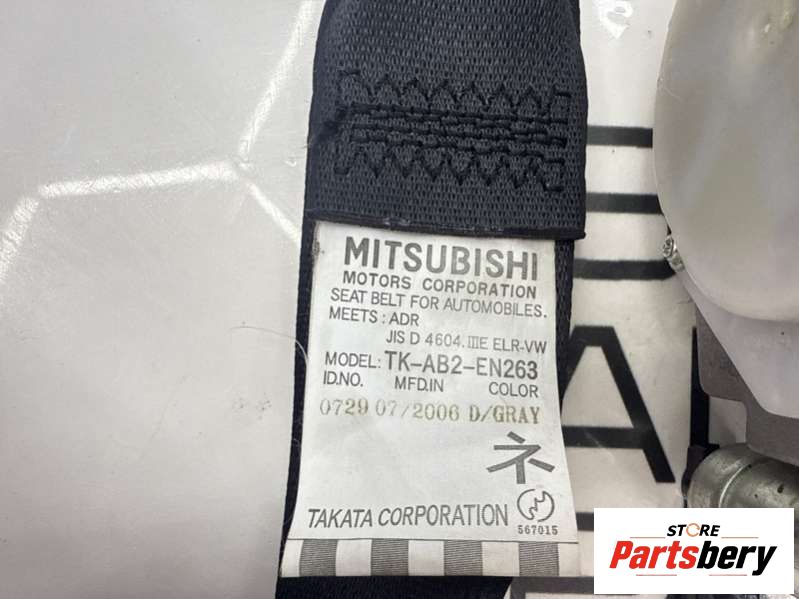 MITSUBISHI
MOTORS CORPORATION
SEAT BELT FOR AUTOMOBILES.
MEETS: ADR
JIS D 4604.IIIE ELR-VW
MODEL: TK-AB2-EN263
ID.NO. MFD.IN COLOR
0729 07/2006 D/GRAY
ネ
TAKATA CORPORATION
567015
STORE
Partsbery